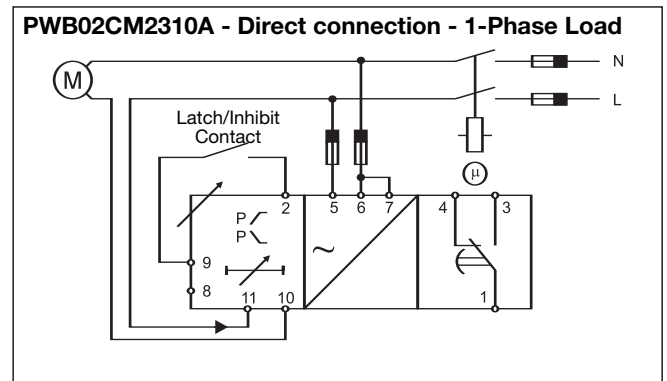 PWB02CM2310A - Direct connection - 1-Phase Load
N
M
L
Latch/Inhibit
Contact
µ
2 5 6 7 4 3
P
P
~
9
8
11 10 1